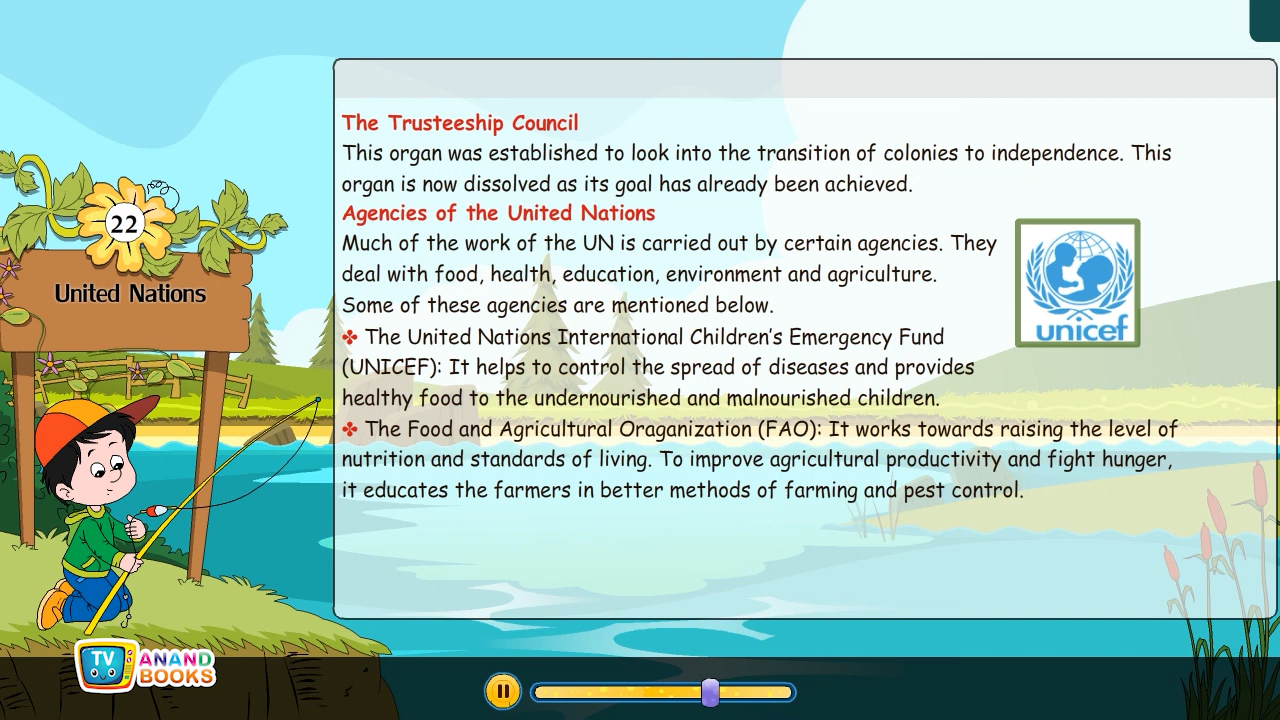 The Trusteeship Council
This organ was established to look into the transition of colonies to independence. This
organ is now dissolved as its goal has already been achieved.
Agencies of the United Nations
Much of the work of the UN is carried out by certain agencies. They
deal with food, health, education, environment and agriculture.
Some of these agencies are mentioned below.
✤ The United Nations International Children's Emergency Fund
(UNICEF): It helps to control the spread of diseases and provides
healthy food to the undernourished and malnourished children.
✤ The Food and Agricultural Oraganization (FAO): It works towards raising the level of
nutrition and standards of living. To improve agricultural productivity and fight hunger,
it educates the farmers in better methods of farming and pest control.
unicef
22
United Nations
TV
ANAND
BOOKS